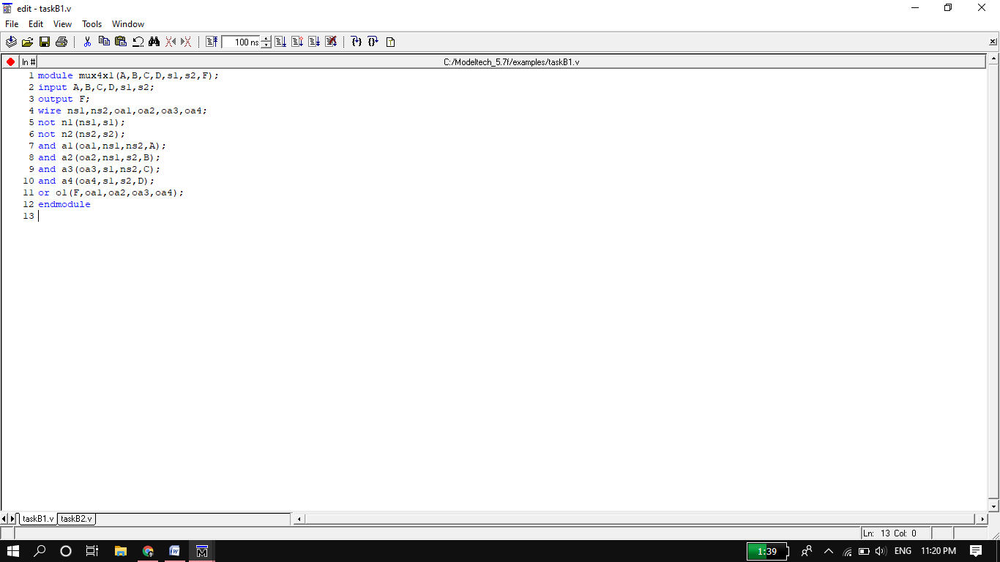 edit - taskB1.v
File Edit View Tools Window
100 ns
ln #
C:/Modeltech_5.7f/examples/taskB1.v
1 module mux4x1(A,B,C,D,s1,s2,F);
2 input A,B,C,D,s1,s2;
3 output F;
4 wire ns1,ns2,oa1,oa2,oa3,oa4;
5 not n1(ns1,s1);
6 not n2(ns2,s2);
7 and a1(oa1,ns1,ns2,A);
8 and a2(oa2,ns1,s2,B);
9 and a3(oa3,s1,ns2,C);
10 and a4(oa4,s1,s2,D);
11 or o1(F,oa1,oa2,oa3,oa4);
12 endmodule
13
taskB1.v taskB2.v
Ln: 13 Col: 0
1:39 ENG 11:20 PM